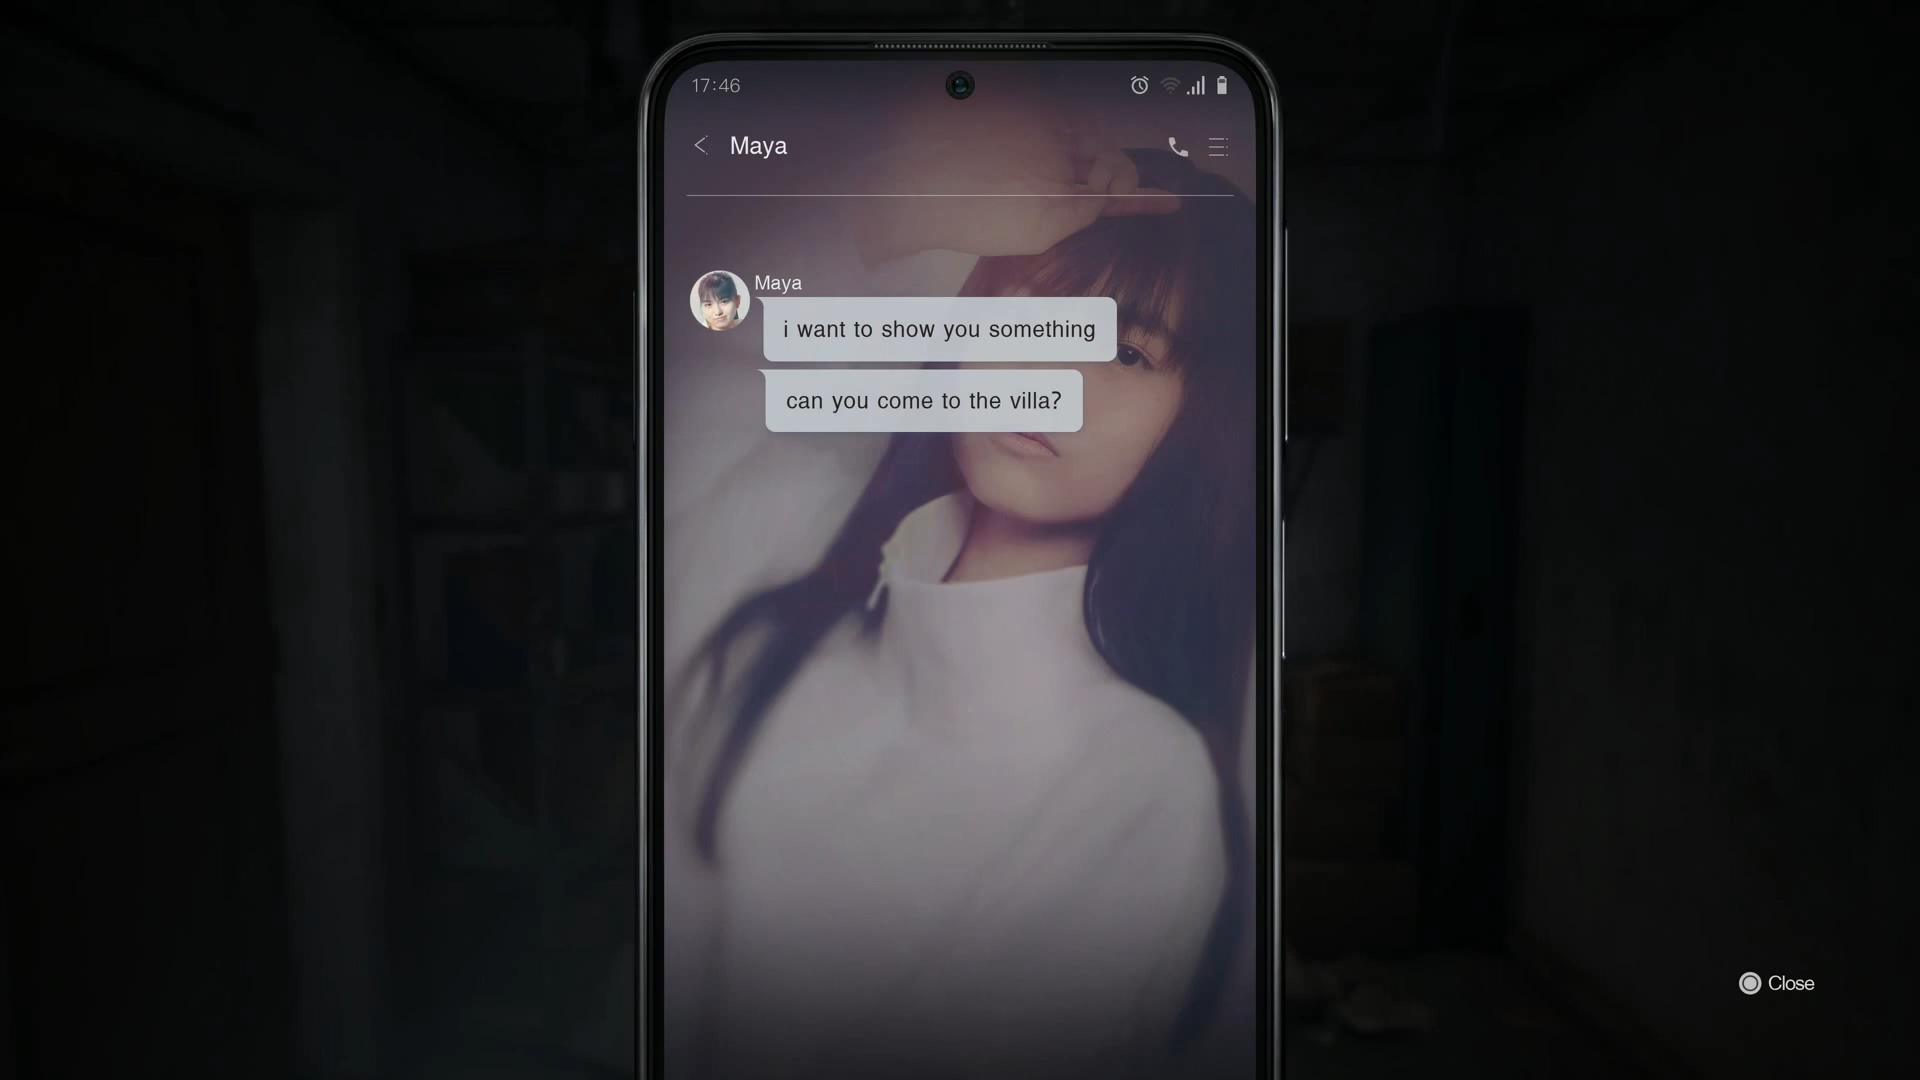 17:46
Maya
Maya
i want to show you something
can you come to the villa?
Close